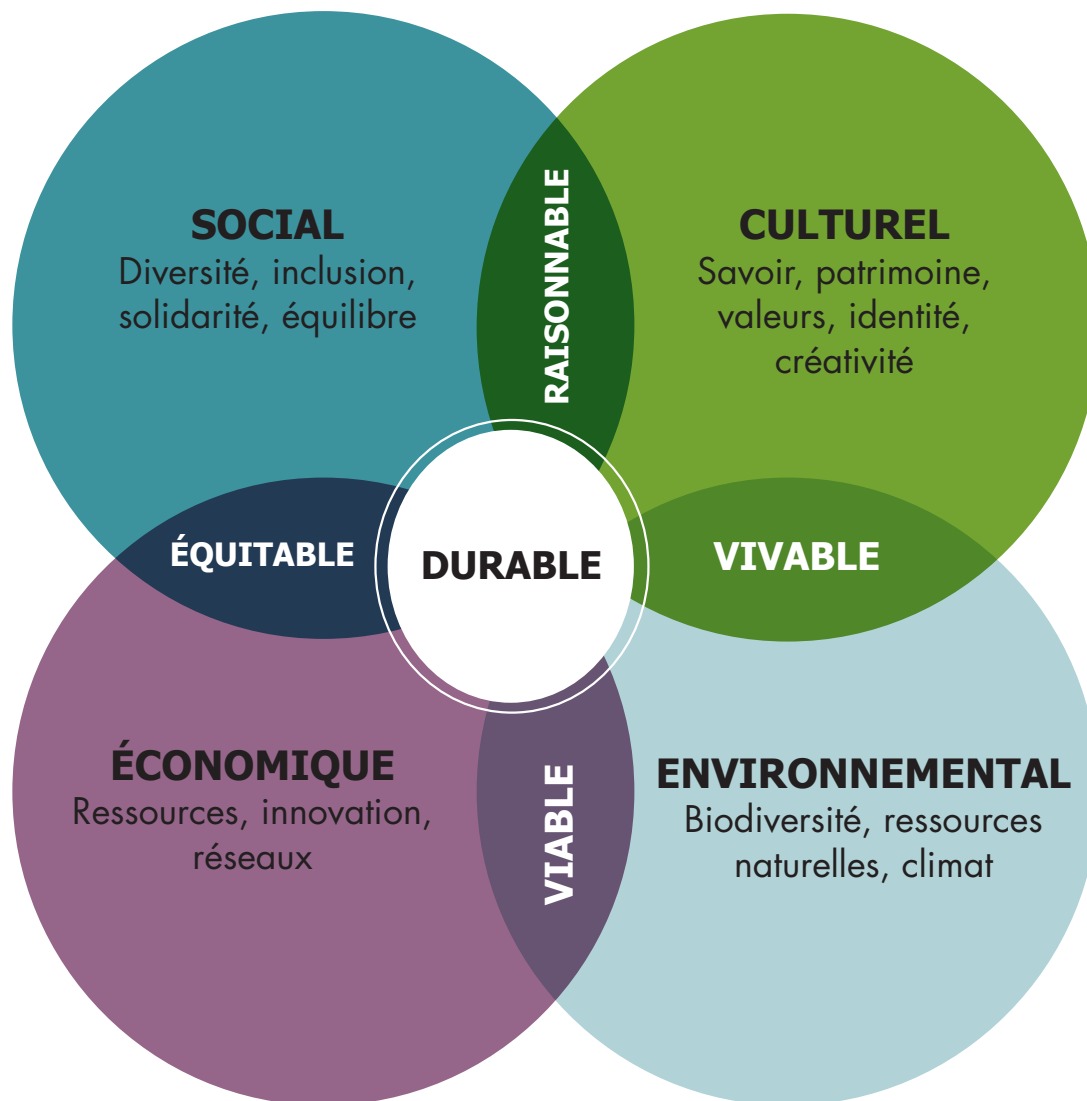 SOCIAL
Diversité, inclusion,
solidarité, équilibre
RAISONNABLE
CULTUREL
Savoir, patrimoine,
valeurs, identité,
créativité
ÉQUITABLE
DURABLE
VIVABLE
ÉCONOMIQUE
Ressources, innovation,
réseaux
VIABLE
ENVIRONNEMENTAL
Biodiversité, ressources
naturelles, climat